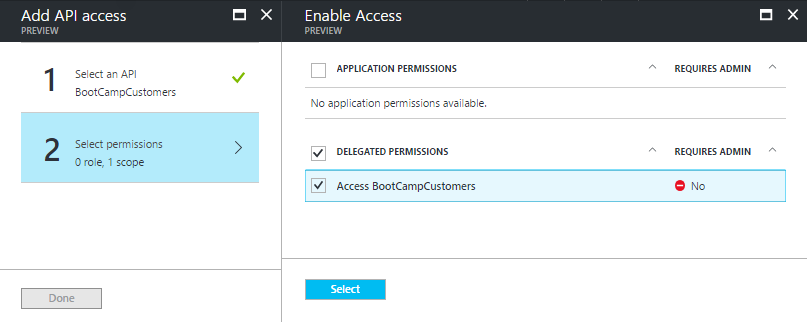 Add API access
PREVIEW
1
Select an API
BootCampCustomers
2
Select permissions
0 role, 1 scope
Done
Enable Access
PREVIEW
APPLICATION PERMISSIONS
REQUIRES ADMIN
No application permissions available.
DELEGATED PERMISSIONS
REQUIRES ADMIN
Access BootCampCustomers
No
Select